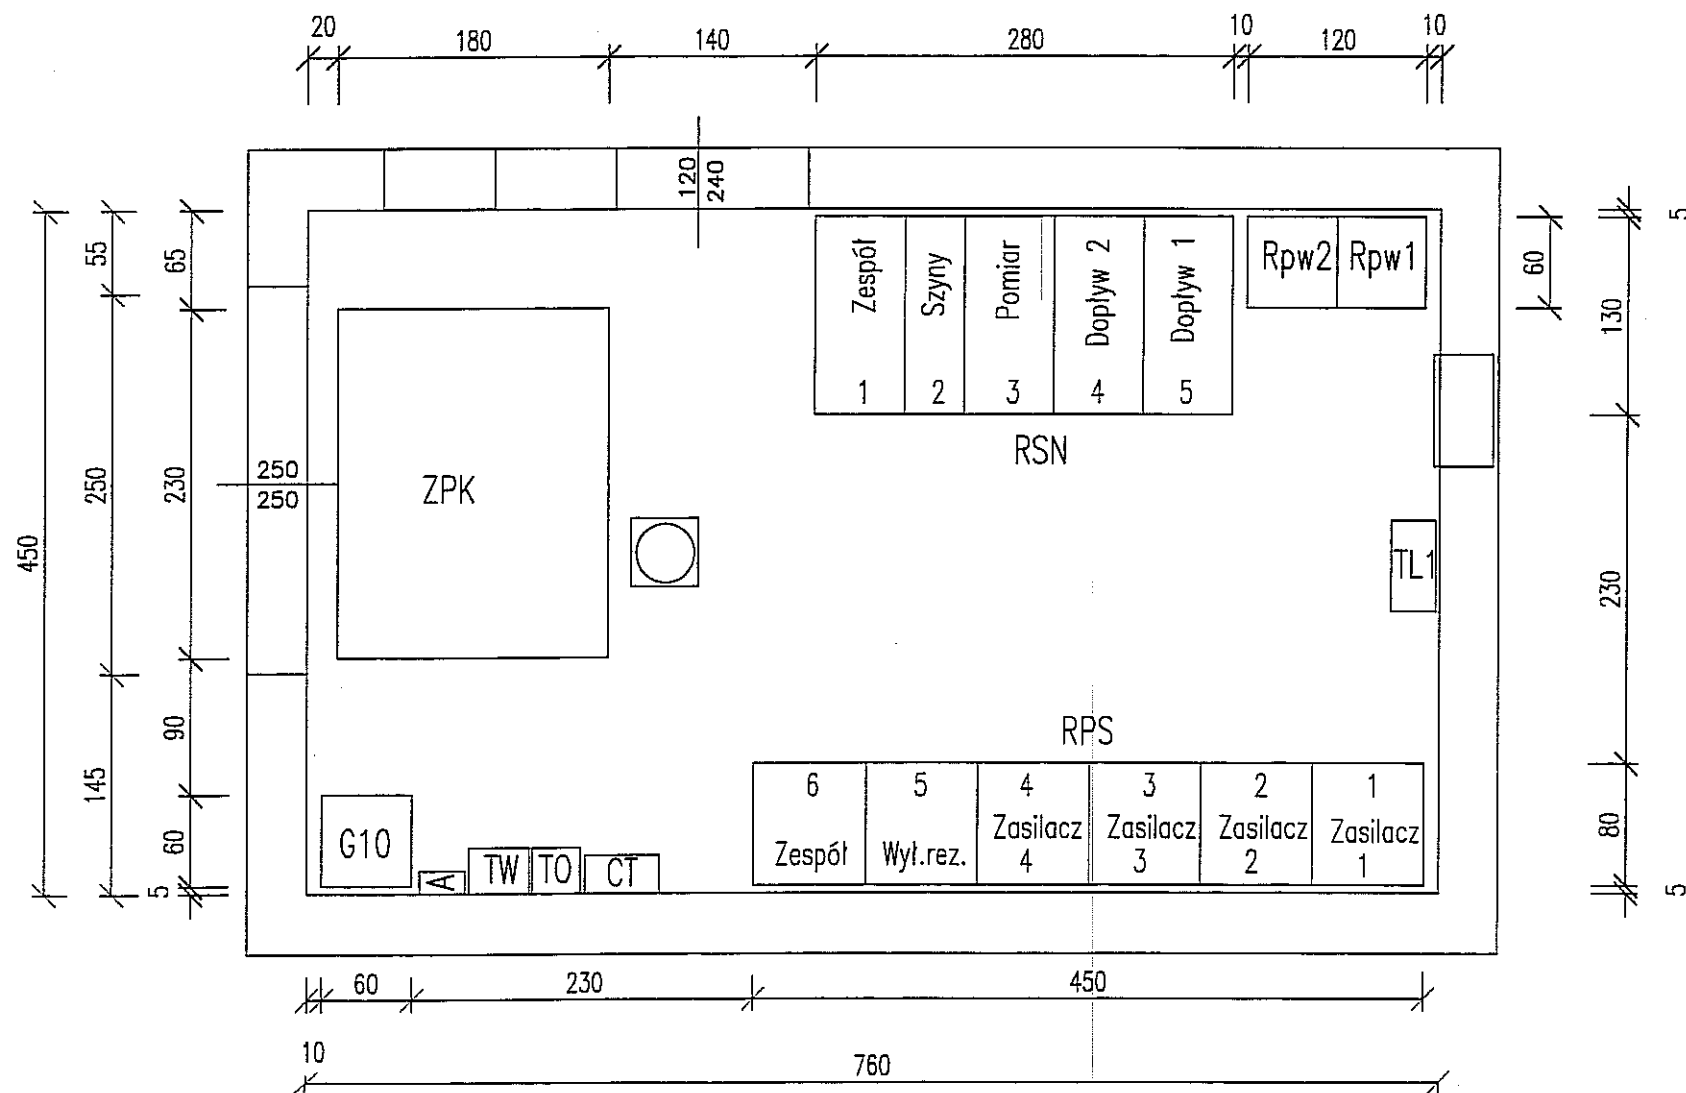 20
180
140
280
10
120
10
120
240
5
55
65
60
130
Zespół
Szyny
Pomiar
Dopływ 2
Dopływ 1
Rpw2
Rpw1
1
2
3
4
5
RSN
450
250
230
250
250
ZPK
TL1
230
90
145
60
5
RPS
6
5
4
3
2
1
Zespół
Wył.rez.
Zasilacz
4
Zasilacz
3
Zasilacz
2
Zasilacz
1
80
5
G10
A
TW
TO
CT
60
230
450
10
760